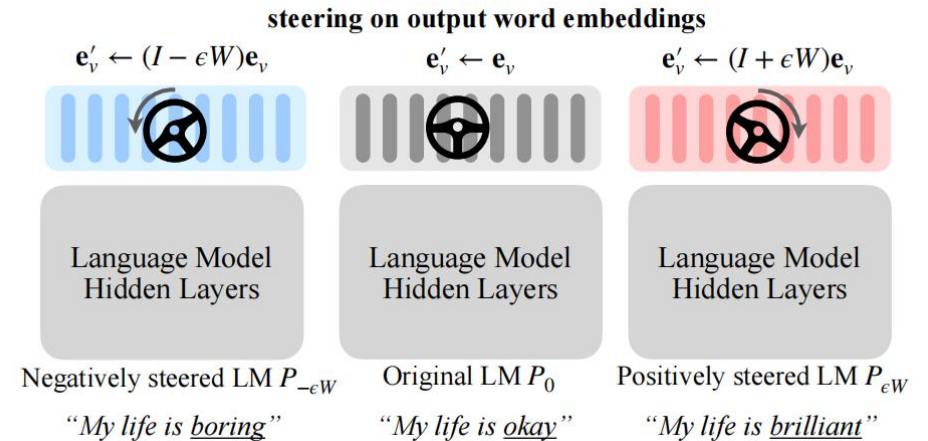 steering on output word embeddings
e′ᵥ ← (I − ϵW)eᵥ
e′ᵥ ← eᵥ
e′ᵥ ← (I + ϵW)eᵥ
Language Model
Hidden Layers
Language Model
Hidden Layers
Language Model
Hidden Layers
Negatively steered LM P₋ϵW
Original LM P₀
Positively steered LM PϵW
“My life is boring”
“My life is okay”
“My life is brilliant”